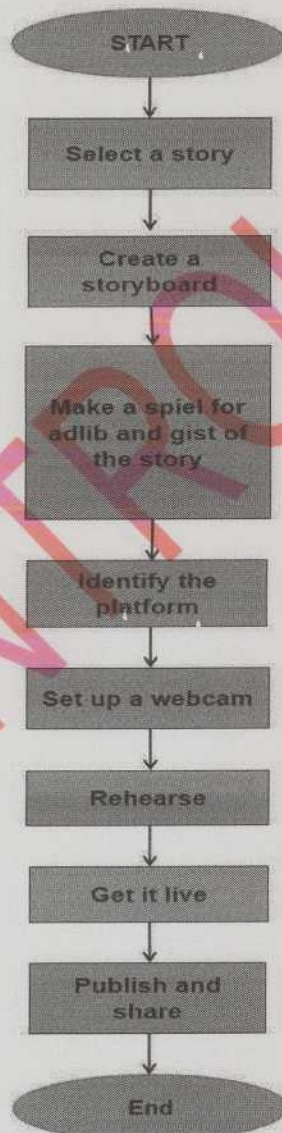 START
Select a story
Create a
storyboard
Make a spiel for
adlib and gist of
the story
Identify the
platform
Set up a webcam
Rehearse
Get it live
Publish and
share
End